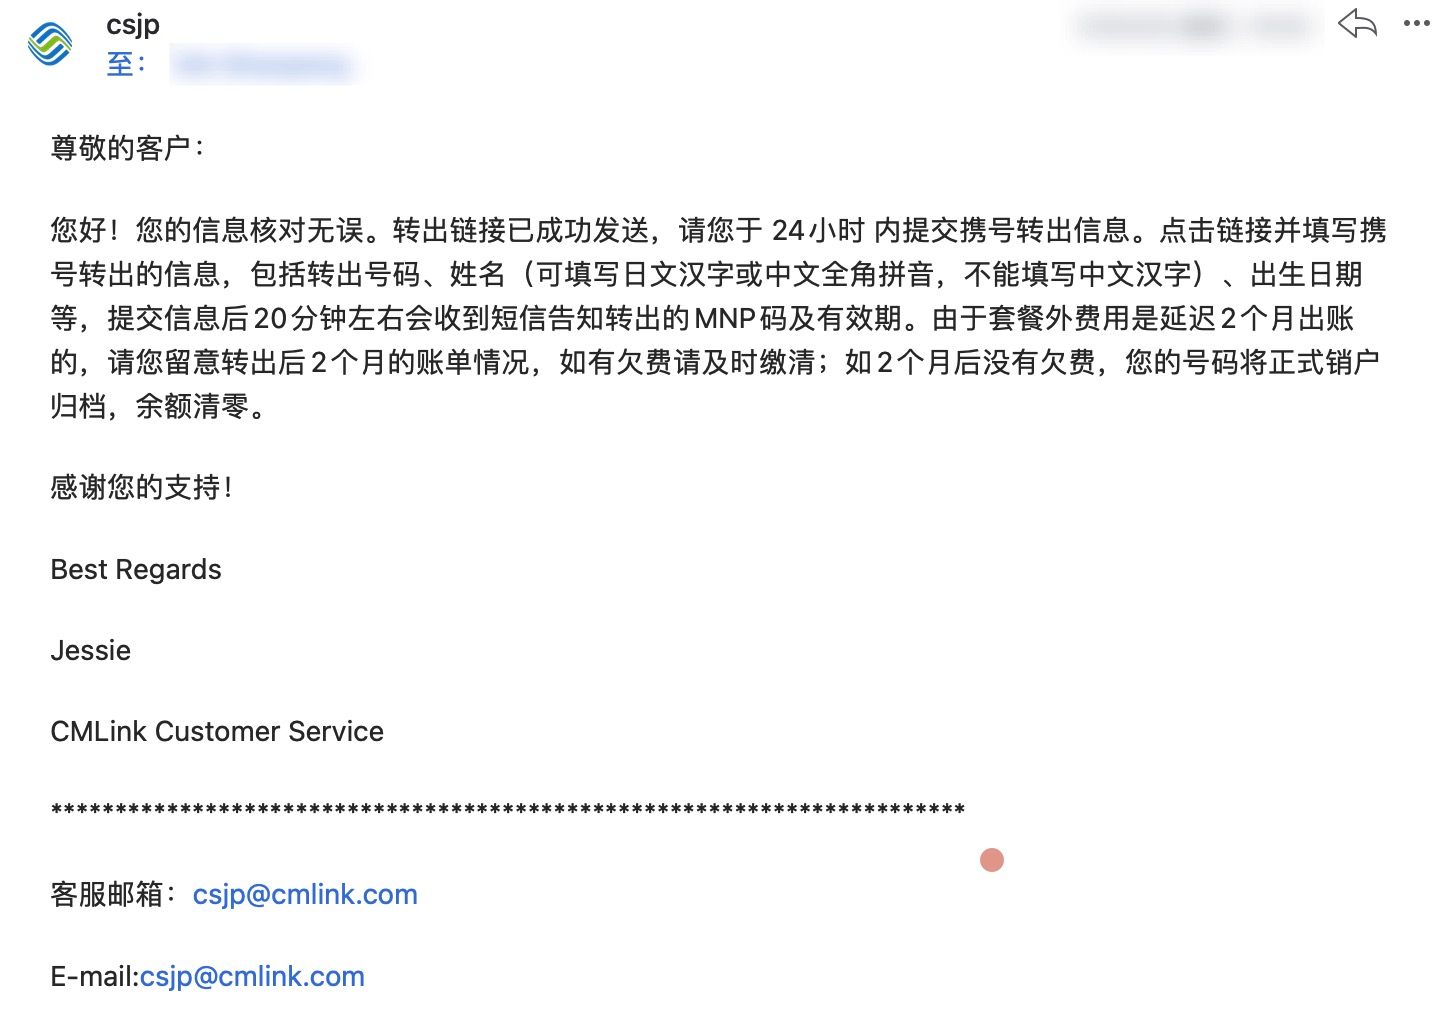 csjp
至：
尊敬的客户：
您好！您的信息核对无误。转出链接已成功发送，请您于 24小时 内提交携号转出信息。点击链接并填写携
号转出的信息，包括转出号码、姓名（可填写日文汉字或中文全角拼音，不能填写中文汉字）、出生日期
等，提交信息后20分钟左右会收到短信告知转出的MNP码及有效期。由于套餐外费用是延迟2个月出账
的，请您留意转出后2个月的账单情况，如有欠费请及时缴清；如2个月后没有欠费，您的号码将正式销户
归档，余额清零。
感谢您的支持！
Best Regards
Jessie
CMLink Customer Service
***********************************************************************
客服邮箱：csjp@cmlink.com
E-mail:csjp@cmlink.com